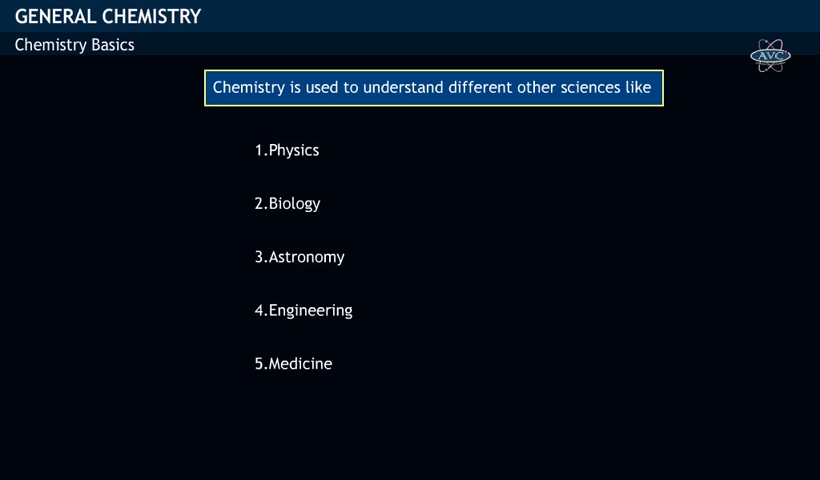 GENERAL CHEMISTRY
Chemistry Basics
AVC
Chemistry is used to understand different other sciences like
1.Physics
2.Biology
3.Astronomy
4.Engineering
5.Medicine